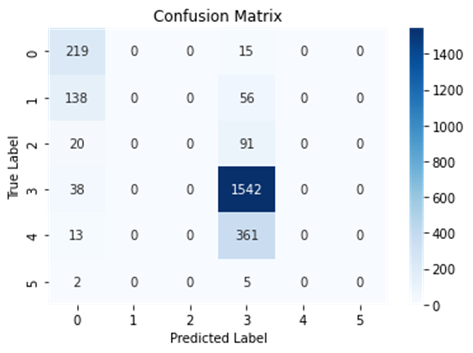 Confusion Matrix
True Label
0 219 0 0 15 0 0
1 138 0 0 56 0 0
2 20 0 0 91 0 0
3 38 0 0 1542 0 0
4 13 0 0 361 0 0
5 2 0 0 5 0 0
0 1 2 3 4 5
Predicted Label
1400
1200
1000
800
600
400
200
0